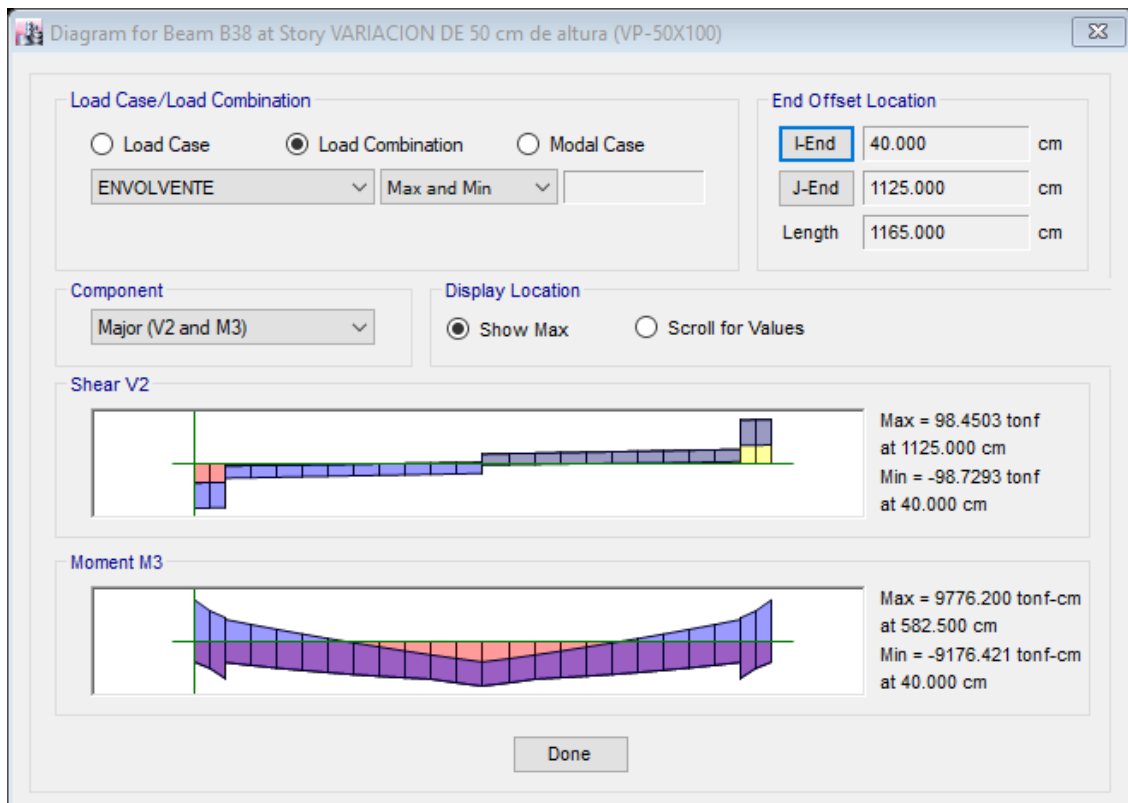 Diagram for Beam B38 at Story VARIACION DE 50 cm de altura (VP-50X100)
Load Case/Load Combination
Load Case
Load Combination
Modal Case
ENVOLVENTE
Max and Min
End Offset Location
I-End
40.000
cm
J-End
1125.000
cm
Length
1165.000
cm
Component
Major (V2 and M3)
Display Location
Show Max
Scroll for Values
Shear V2
Max = 98.4503 tonf
at 1125.000 cm
Min = -98.7293 tonf
at 40.000 cm
Moment M3
Max = 9776.200 tonf-cm
at 582.500 cm
Min = -9176.421 tonf-cm
at 40.000 cm
Done